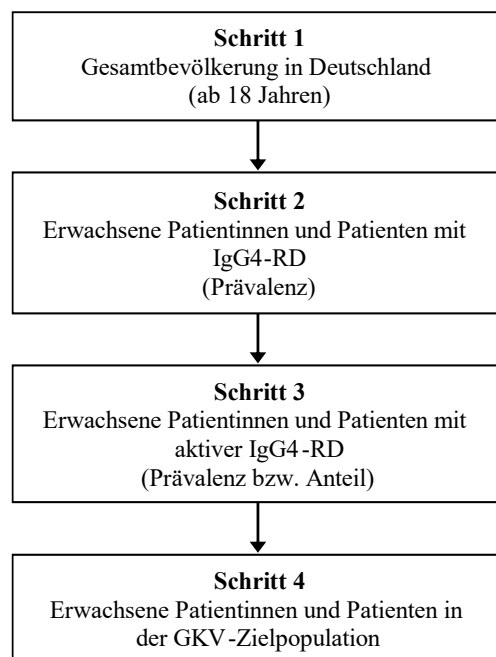 Schritt 1
Gesamtbevölkerung in Deutschland
(ab 18 Jahren)
Schritt 2
Erwachsene Patientinnen und Patienten mit
IgG4-RD
(Prävalenz)
Schritt 3
Erwachsene Patientinnen und Patienten mit
aktiver IgG4-RD
(Prävalenz bzw. Anteil)
Schritt 4
Erwachsene Patientinnen und Patienten in
der GKV-Zielpopulation